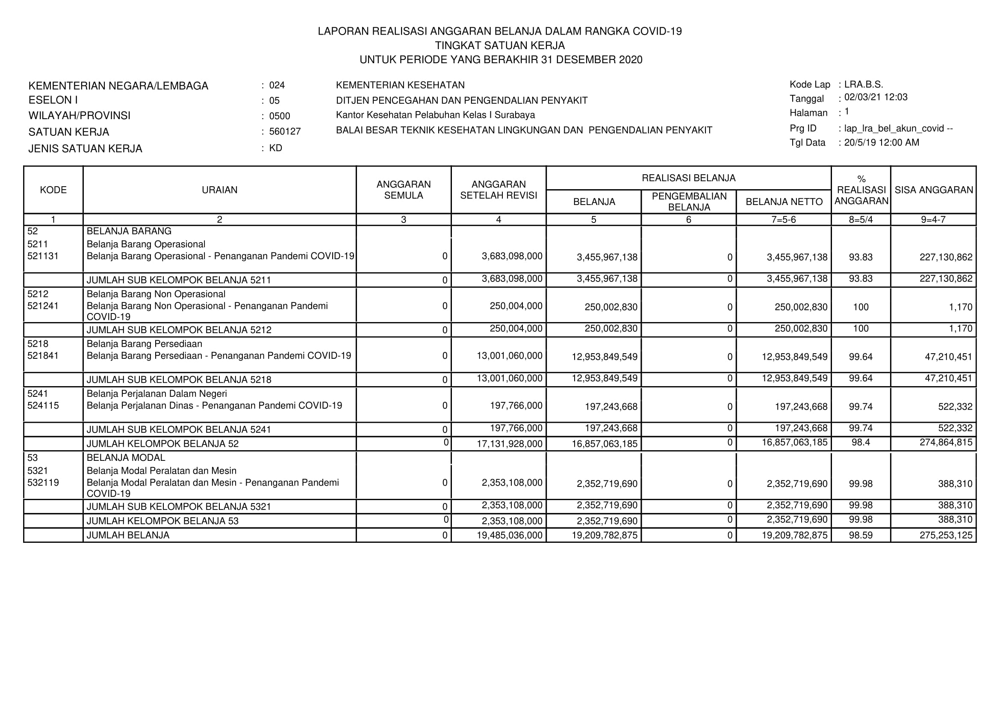 LAPORAN REALISASI ANGGARAN BELANJA DALAM RANGKA COVID-19
TINGKAT SATUAN KERJA
UNTUK PERIODE YANG BERAKHIR 31 DESEMBER 2020
KEMENTERIAN NEGARA/LEMBAGA : 024 KEMENTERIAN KESEHATAN Kode Lap : LRA.B.S.
ESELON I : 05 DITJEN PENCEGAHAN DAN PENGENDALIAN PENYAKIT Tanggal : 02/03/21 12:03
WILAYAH/PROVINSI : 0500 Kantor Kesehatan Pelabuhan Kelas I Surabaya Halaman : 1
SATUAN KERJA : 560127 BALAI BESAR TEKNIK KESEHATAN LINGKUNGAN DAN PENGENDALIAN PENYAKIT Prg ID : lap_lra_bel_akun_covid --
JENIS SATUAN KERJA : KD Tgl Data : 20/5/19 12:00 AM
KODE URAIAN ANGGARAN SEMULA ANGGARAN SETELAH REVISI REALISASI BELANJA % REALISASI ANGGARAN SISA ANGGARAN
BELANJA PENGEMBALIAN BELANJA BELANJA NETTO
1 2 3 4 5 6 7=5-6 8=5/4 9=4-7
52 BELANJA BARANG
5211 Belanja Barang Operasional
521131 Belanja Barang Operasional - Penanganan Pandemi COVID-19 0 3,683,098,000 3,455,967,138 0 3,455,967,138 93.83 227,130,862
JUMLAH SUB KELOMPOK BELANJA 5211 0 3,683,098,000 3,455,967,138 0 3,455,967,138 93.83 227,130,862
5212 Belanja Barang Non Operasional
521241 Belanja Barang Non Operasional - Penanganan Pandemi 0 250,004,000 250,002,830 0 250,002,830 100 1,170
COVID-19
JUMLAH SUB KELOMPOK BELANJA 5212 0 250,004,000 250,002,830 0 250,002,830 100 1,170
5218 Belanja Barang Persediaan
521841 Belanja Barang Persediaan - Penanganan Pandemi COVID-19 0 13,001,060,000 12,953,849,549 0 12,953,849,549 99.64 47,210,451
JUMLAH SUB KELOMPOK BELANJA 5218 0 13,001,060,000 12,953,849,549 0 12,953,849,549 99.64 47,210,451
5241 Belanja Perjalanan Dalam Negeri
524115 Belanja Perjalanan Dinas - Penanganan Pandemi COVID-19 0 197,766,000 197,243,668 0 197,243,668 99.74 522,332
JUMLAH SUB KELOMPOK BELANJA 5241 0 197,766,000 197,243,668 0 197,243,668 99.74 522,332
JUMLAH KELOMPOK BELANJA 52 0 17,131,928,000 16,857,063,185 0 16,857,063,185 98.4 274,864,815
53 BELANJA MODAL
5321 Belanja Modal Peralatan dan Mesin
532119 Belanja Modal Peralatan dan Mesin - Penanganan Pandemi 0 2,353,108,000 2,352,719,690 0 2,352,719,690 99.98 388,310
COVID-19
JUMLAH SUB KELOMPOK BELANJA 5321 0 2,353,108,000 2,352,719,690 0 2,352,719,690 99.98 388,310
JUMLAH KELOMPOK BELANJA 53 0 2,353,108,000 2,352,719,690 0 2,352,719,690 99.98 388,310
JUMLAH BELANJA 0 19,485,036,000 19,209,782,875 0 19,209,782,875 98.59 275,253,125